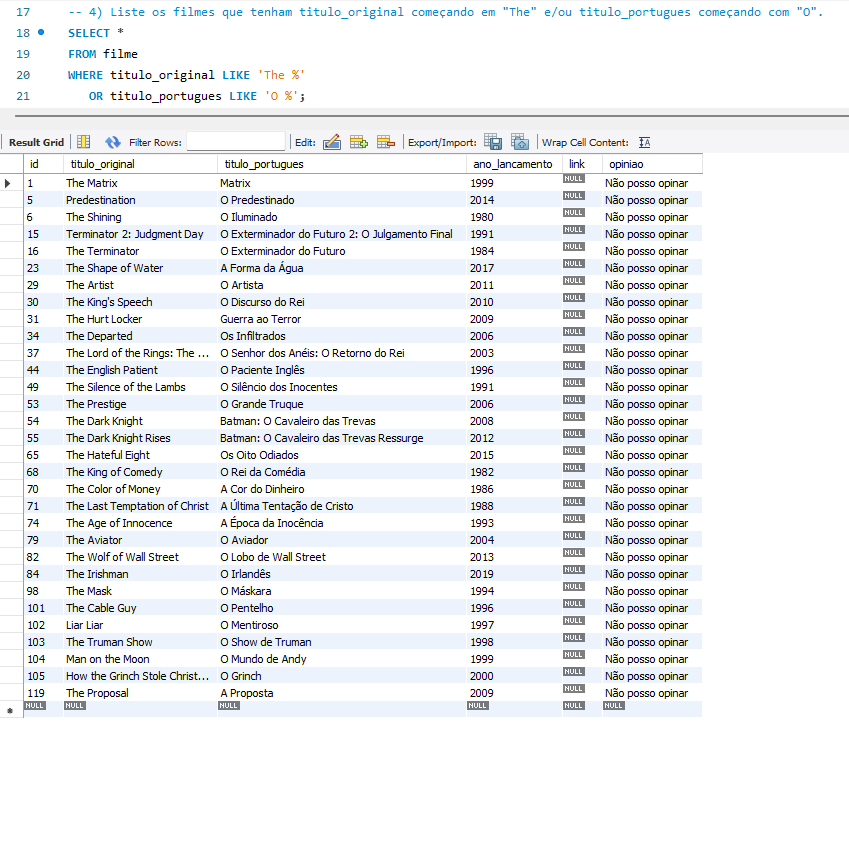 17 -- 4) Liste os filmes que tenham titulo_original começando em "The" e/ou titulo_portugues começando com "O".
18 SELECT *
19 FROM filme
20 WHERE titulo_original LIKE 'The %'
21 OR titulo_portugues LIKE 'O %';
Result Grid Filter Rows: Edit: Export/Import: Wrap Cell Content: IA
id titulo_original titulo_portugues ano_lancamento link opiniao
1 The Matrix Matrix 1999 NULL Não posso opinar
5 Predestination O Predestinado 2014 NULL Não posso opinar
6 The Shining O Iluminado 1980 NULL Não posso opinar
15 Terminator 2: Judgment Day O Exterminador do Futuro 2: O Julgamento Final 1991 NULL Não posso opinar
16 The Terminator O Exterminador do Futuro 1984 NULL Não posso opinar
23 The Shape of Water A Forma da Água 2017 NULL Não posso opinar
29 The Artist O Artista 2011 NULL Não posso opinar
30 The King's Speech O Discurso do Rei 2010 NULL Não posso opinar
31 The Hurt Locker Guerra ao Terror 2009 NULL Não posso opinar
34 The Departed Os Infiltrados 2006 NULL Não posso opinar
37 The Lord of the Rings: The ... O Senhor dos Anéis: O Retorno do Rei 2003 NULL Não posso opinar
44 The English Patient O Paciente Inglês 1996 NULL Não posso opinar
49 The Silence of the Lambs O Silêncio dos Inocentes 1991 NULL Não posso opinar
53 The Prestige O Grande Truque 2006 NULL Não posso opinar
54 The Dark Knight Batman: O Cavaleiro das Trevas 2008 NULL Não posso opinar
55 The Dark Knight Rises Batman: O Cavaleiro das Trevas Ressurge 2012 NULL Não posso opinar
65 The Hateful Eight Os Oito Odiados 2015 NULL Não posso opinar
68 The King of Comedy O Rei da Comédia 1982 NULL Não posso opinar
70 The Color of Money A Cor do Dinheiro 1986 NULL Não posso opinar
71 The Last Temptation of Christ A Última Tentação de Cristo 1988 NULL Não posso opinar
74 The Age of Innocence A Época da Inocência 1993 NULL Não posso opinar
79 The Aviator O Aviador 2004 NULL Não posso opinar
82 The Wolf of Wall Street O Lobo de Wall Street 2013 NULL Não posso opinar
84 The Irishman O Irlandês 2019 NULL Não posso opinar
98 The Mask O Máskara 1994 NULL Não posso opinar
101 The Cable Guy O Pentelho 1996 NULL Não posso opinar
102 Liar Liar O Mentiroso 1997 NULL Não posso opinar
103 The Truman Show O Show de Truman 1998 NULL Não posso opinar
104 Man on the Moon O Mundo de Andy 1999 NULL Não posso opinar
105 How the Grinch Stole Christ... O Grinch 2000 NULL Não posso opinar
119 The Proposal A Proposta 2009 NULL Não posso opinar
NULL NULL NULL NULL NULL NULL